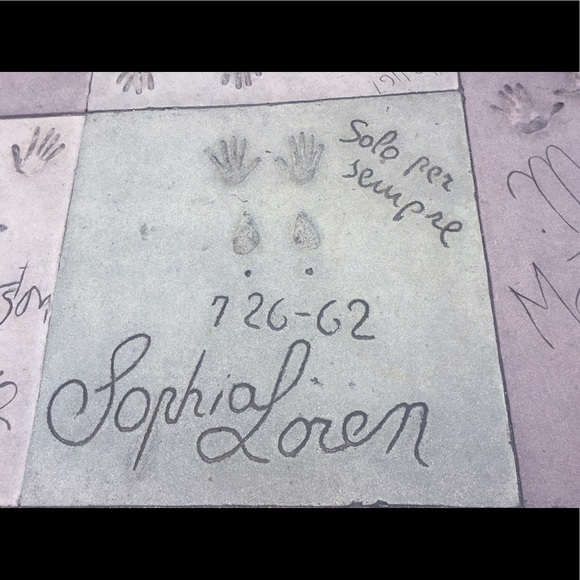 Solo per
sempre
7 26-62
Sophia
Loren